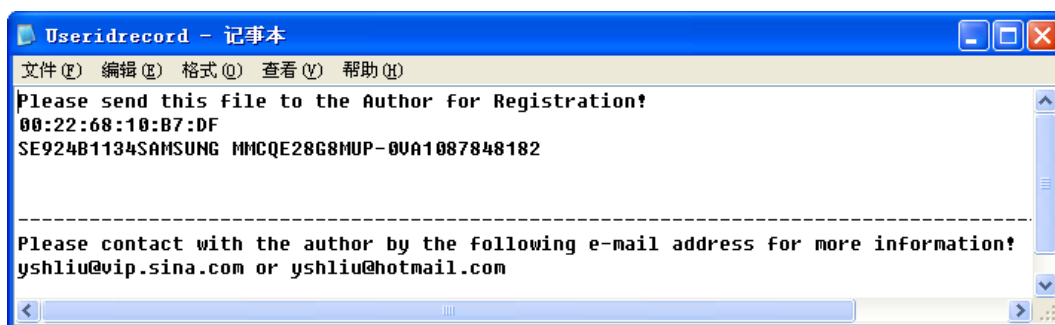 Useridrecord - 记事本
文件(F) 编辑(E) 格式(O) 查看(V) 帮助(H)
Please send this file to the Author for Registration!
00:22:68:10:B7:DF
SE924B1134SAMSUNG MMCQE28G8MUP-0VA1087848182
--------------------------------------------------------------------------------
Please contact with the author by the following e-mail address for more information!
yshliu@vip.sina.com or yshliu@hotmail.com